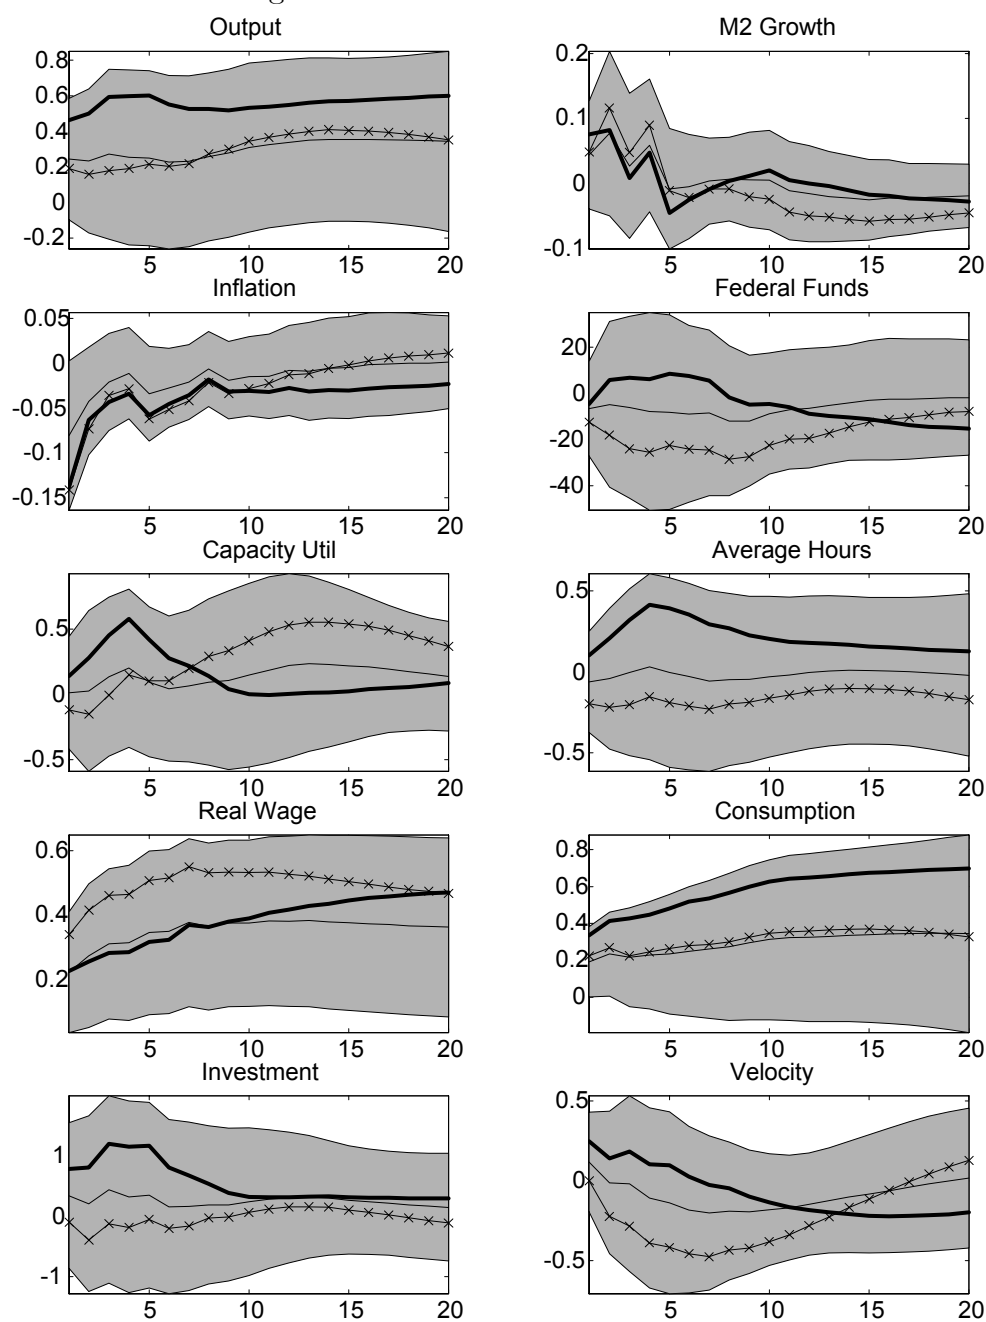 Output
0.8
0.6
0.4
0.2
0
-0.2
5 10 15 20
M2 Growth
0.2
0.1
0
-0.1
5 10 15 20
Inflation
0.05
0
-0.05
-0.1
-0.15
5 10 15 20
Federal Funds
20
0
-20
-40
5 10 15 20
Capacity Util
0.5
0
-0.5
5 10 15 20
Average Hours
0.5
0
-0.5
5 10 15 20
Real Wage
0.6
0.4
0.2
5 10 15 20
Consumption
0.8
0.6
0.4
0.2
0
5 10 15 20
Investment
1
0
-1
5 10 15 20
Velocity
0.5
0
-0.5
5 10 15 20